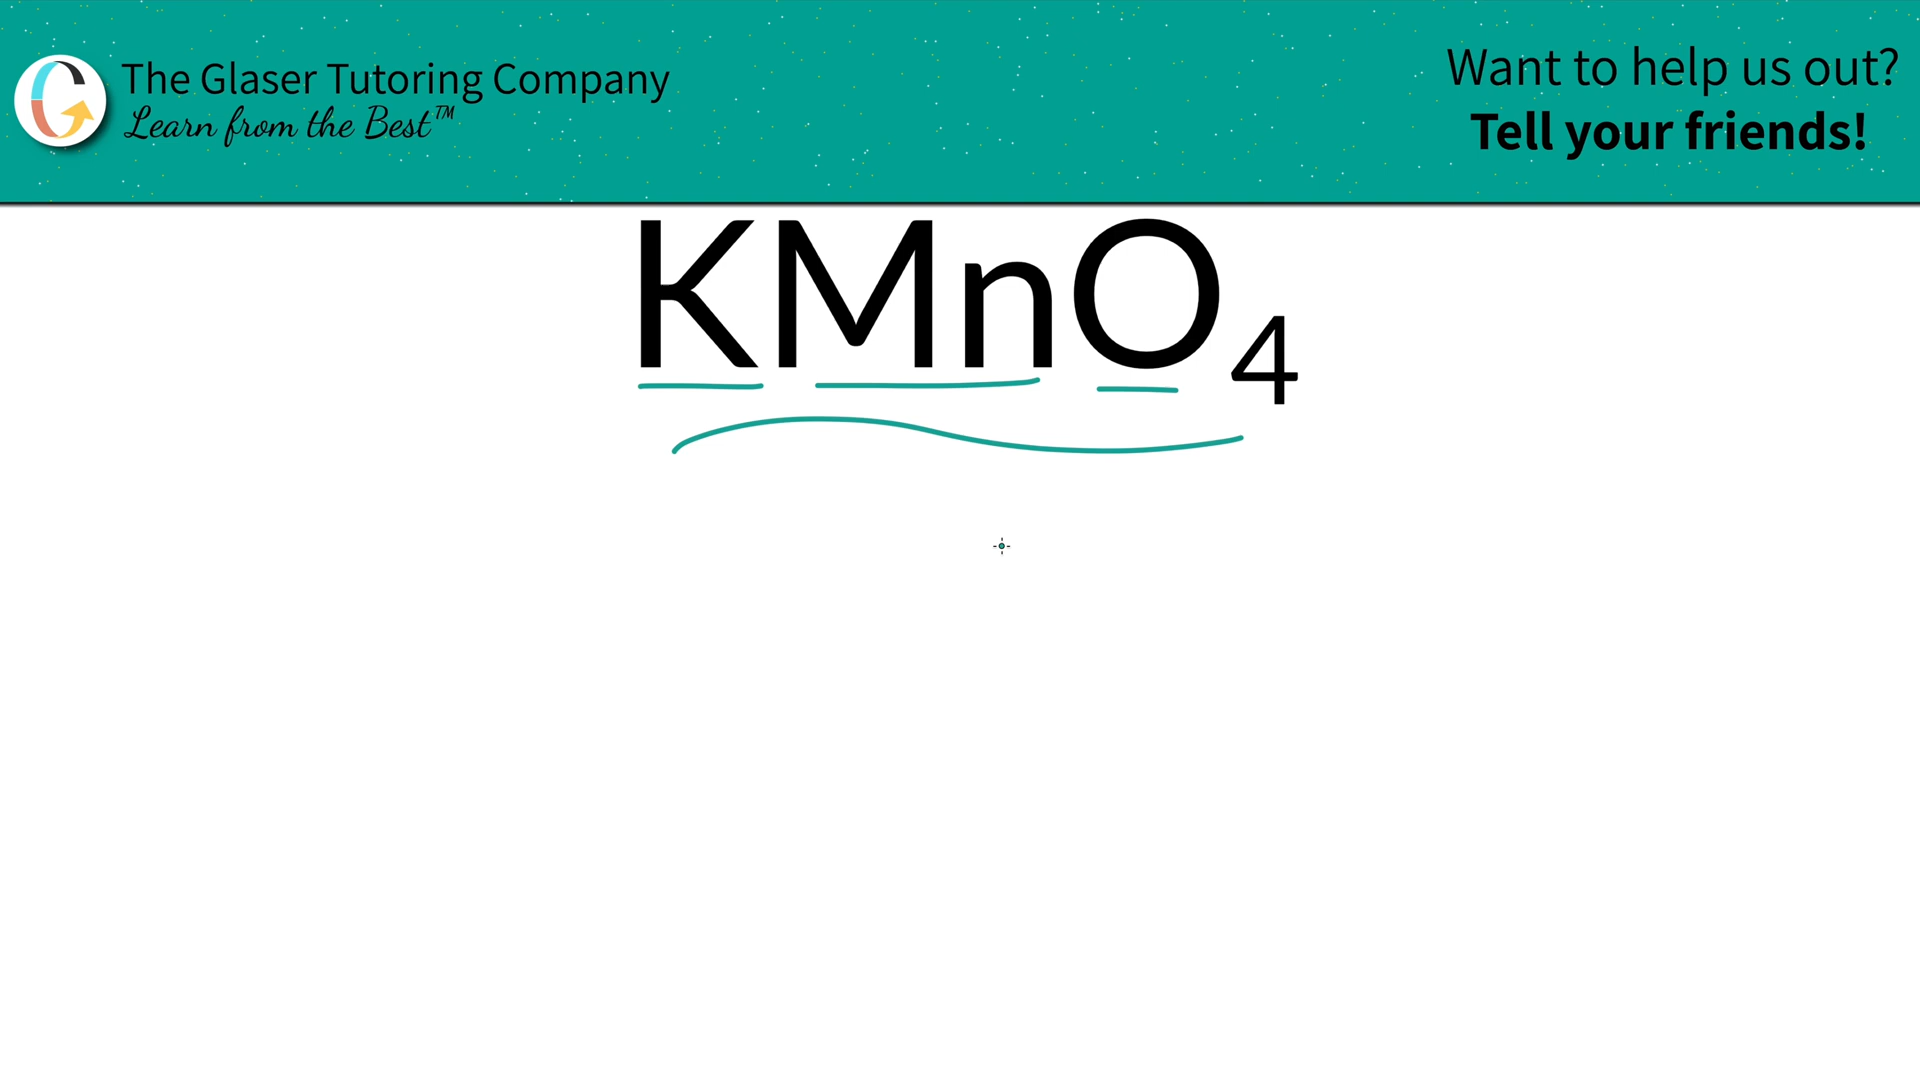 The Glaser Tutoring Company
Learn from the Best™
Want to help us out?
Tell your friends!
KMnO₄